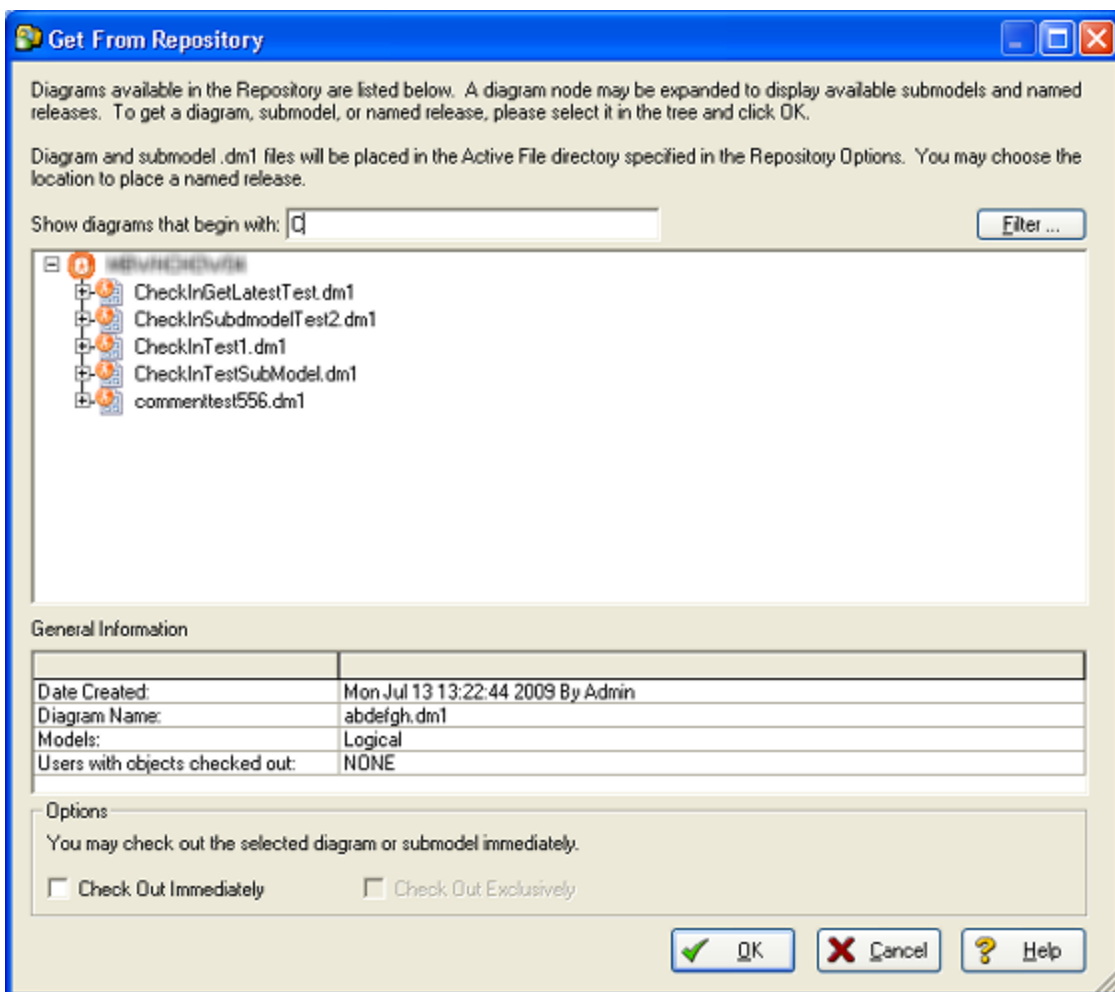 Get From Repository
Diagrams available in the Repository are listed below. A diagram node may be expanded to display available submodels and named
releases. To get a diagram, submodel, or named release, please select it in the tree and click OK.
Diagram and submodel .dm1 files will be placed in the Active File directory specified in the Repository Options. You may choose the
location to place a named release.
Show diagrams that begin with: C
Filter ...
CheckInGetLatestTest.dm1
CheckInSubdmodelTest2.dm1
CheckInTest1.dm1
CheckInTestSubModel.dm1
commenttest556.dm1
General Information
Date Created: Mon Jul 13 13:22:44 2009 By Admin
Diagram Name: abdefgh.dm1
Models: Logical
Users with objects checked out: NONE
Options
You may check out the selected diagram or submodel immediately.
Check Out Immediately Check Out Exclusively
OK Cancel Help